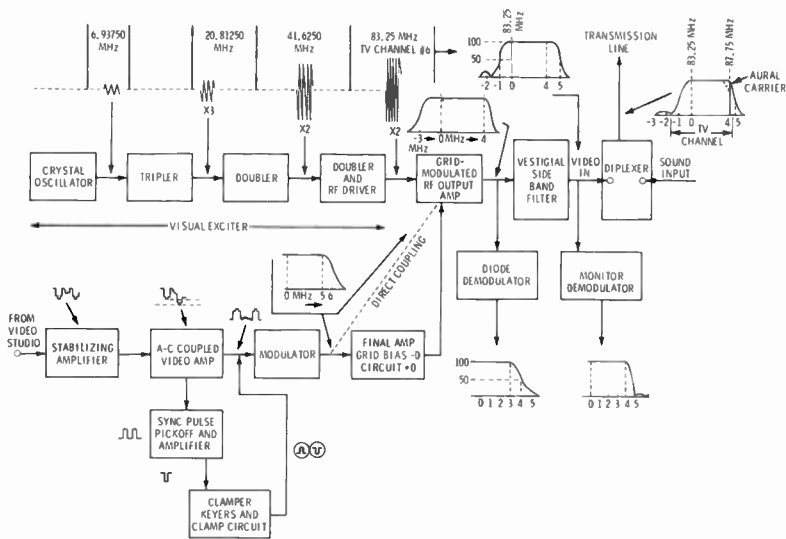 6.93750
MHz
20.81250
MHz
41.6250
MHz
83.25 MHz
TV CHANNEL #6
X3
X2
X2
100
50
83.25
MHz
-2 -1 0 4 5
-3 0 MHz 4
MHz
TRANSMISSION
LINE
83.25 MHz
87.75 MHz
AURAL
CARRIER
-3 -2 -1 0 4 5
TV
CHANNEL
CRYSTAL
OSCILLATOR
TRIPLER
DOUBLER
DOUBLER
AND
RF DRIVER
GRID-
MODULATED
RF OUTPUT
AMP
VESTIGIAL
SIDE
BAND
FILTER
VIDEO
IN
DIPLEXER
SOUND
INPUT
VISUAL EXCITER
0 MHz 5 6
DIRECT COUPLING
DIODE
DEMODULATOR
MONITOR
DEMODULATOR
FROM
VIDEO
STUDIO
STABILIZING
AMPLIFIER
A-C COUPLED
VIDEO AMP
MODULATOR
FINAL AMP
GRID BIAS -D
CIRCUIT +D
100
50
0 1 2 3 4 5
0 1 2 3 4 5
SYNC PULSE
PICKOFF AND
AMPLIFIER
CLAMPER
KEYERS AND
CLAMP CIRCUIT